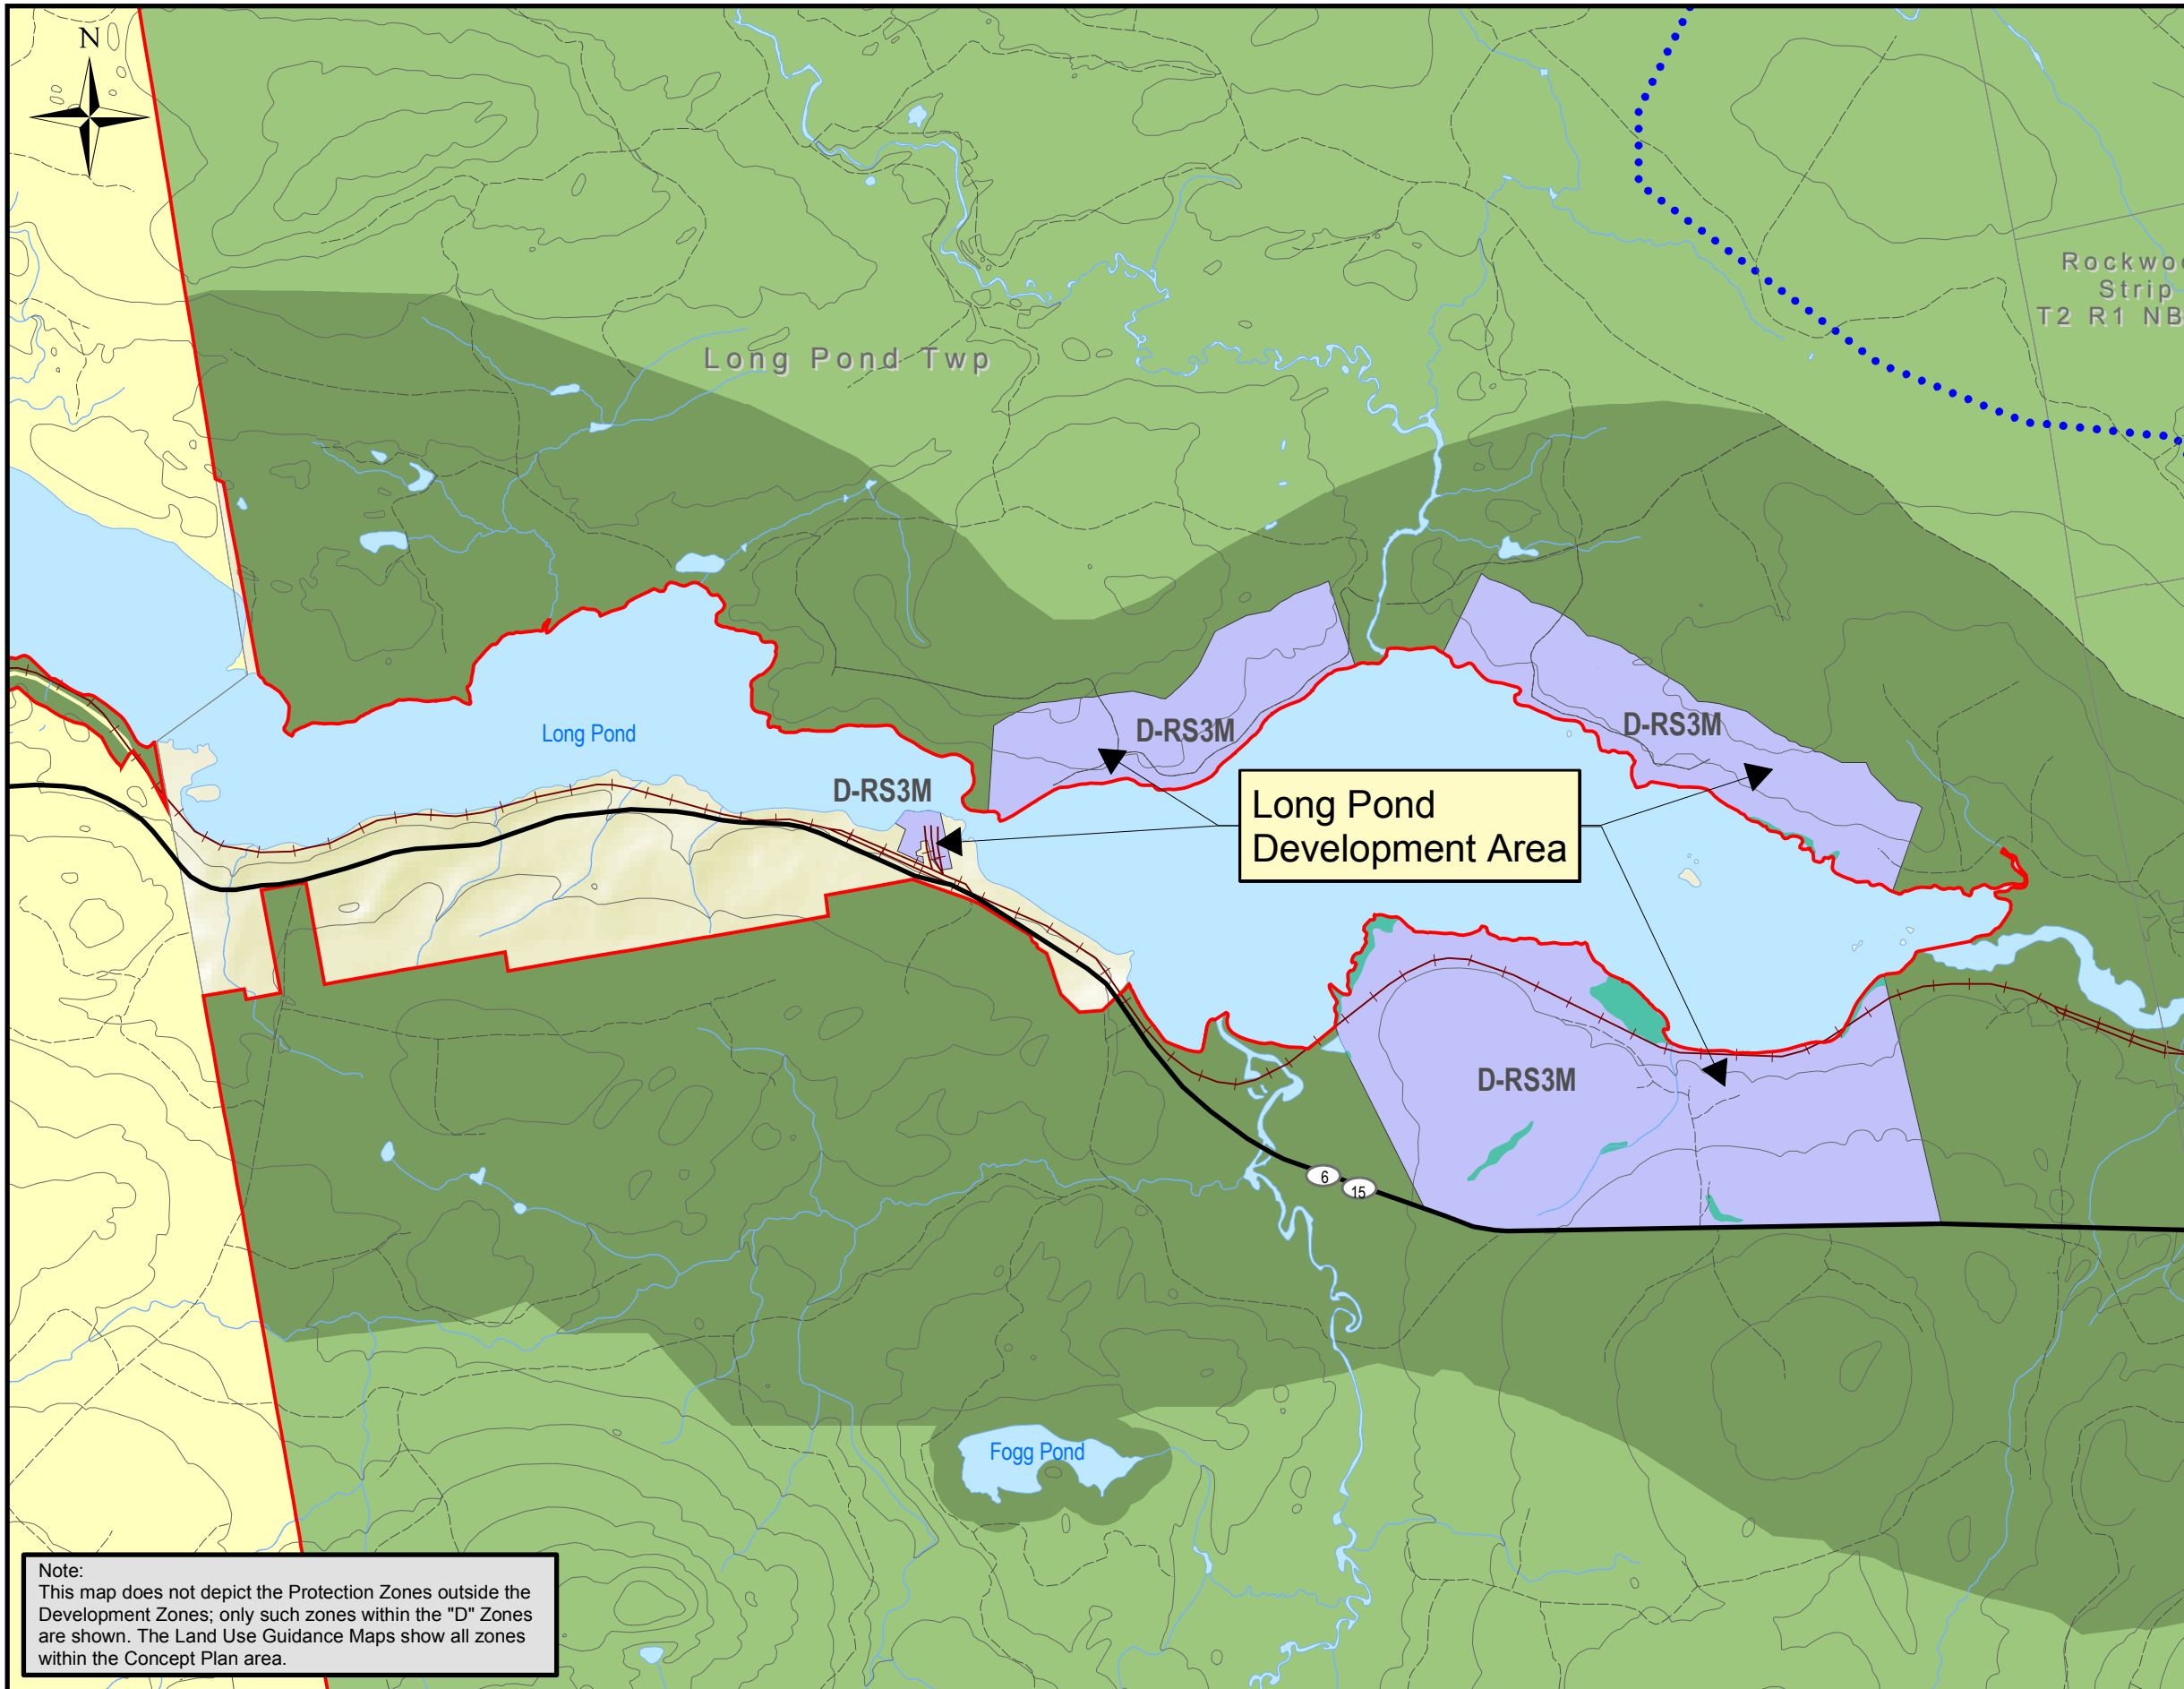 N
Rockwoo
Strip
T2 R1 NB
Long Pond Twp
D-RS3M
D-RS3M
Long Pond
D-RS3M
Long Pond
Development Area
D-RS3M
6
15
Fogg Pond
Note:
This map does not depict the Protection Zones outside the
Development Zones; only such zones within the "D" Zones
are shown. The Land Use Guidance Maps show all zones
within the Concept Plan area.